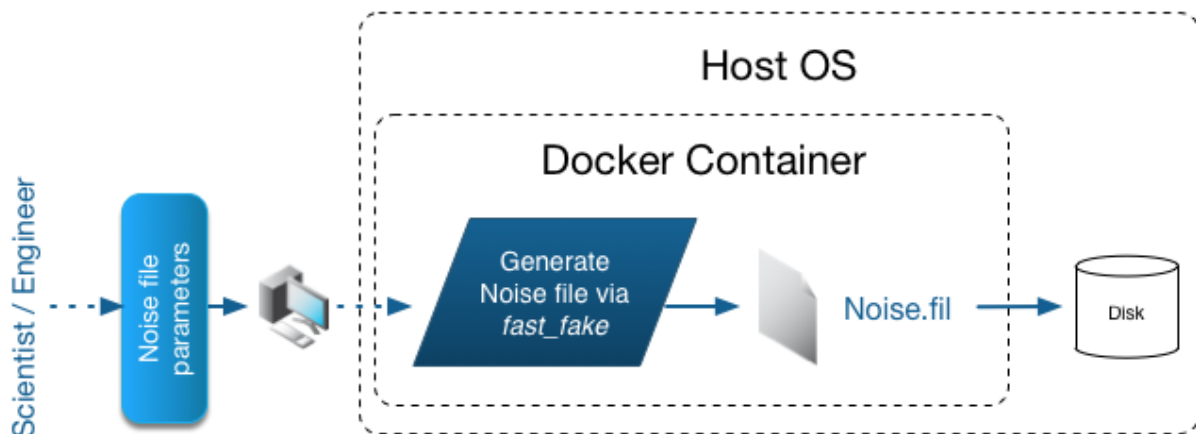 Host OS
Docker Container
Scientist / Engineer
Noise file
parameters
Generate
Noise file via
fast_fake
Noise.fil
Disk